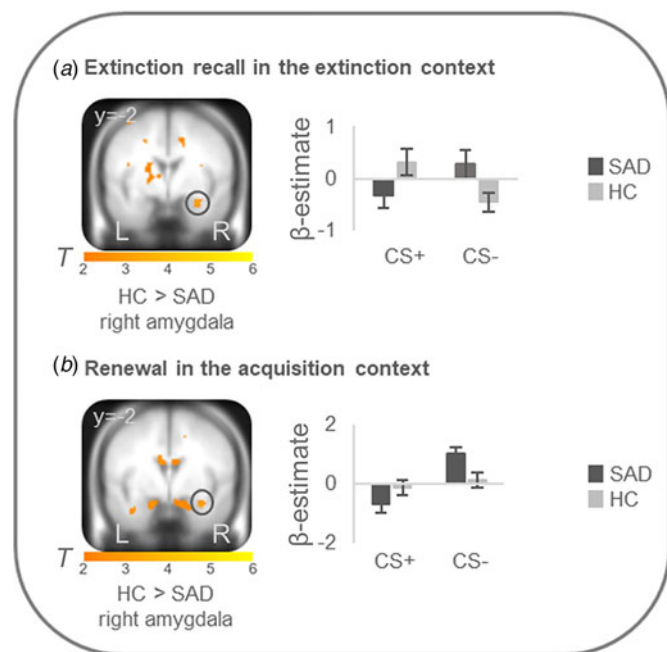 (a) Extinction recall in the extinction context
y=-2
L R
T
2 3 4 5 6
HC > SAD
right amygdala
β-estimate
1
0
-1
CS+ CS-
SAD
HC
(b) Renewal in the acquisition context
y=-2
L R
T
2 3 4 5 6
HC > SAD
right amygdala
β-estimate
2
0
-2
CS+ CS-
SAD
HC